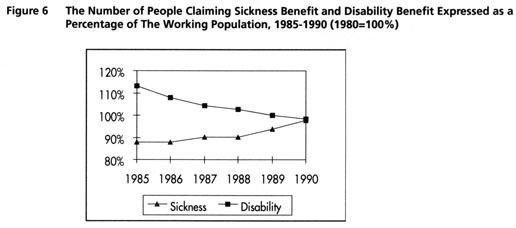 Figure 6 The Number of People Claiming Sickness Benefit and Disability Benefit Expressed as a
Percentage of The Working Population, 1985-1990 (1980=100%)
120%
110%
100%
90%
80%
1985 1986 1987 1988 1989 1990
Sickness Disability